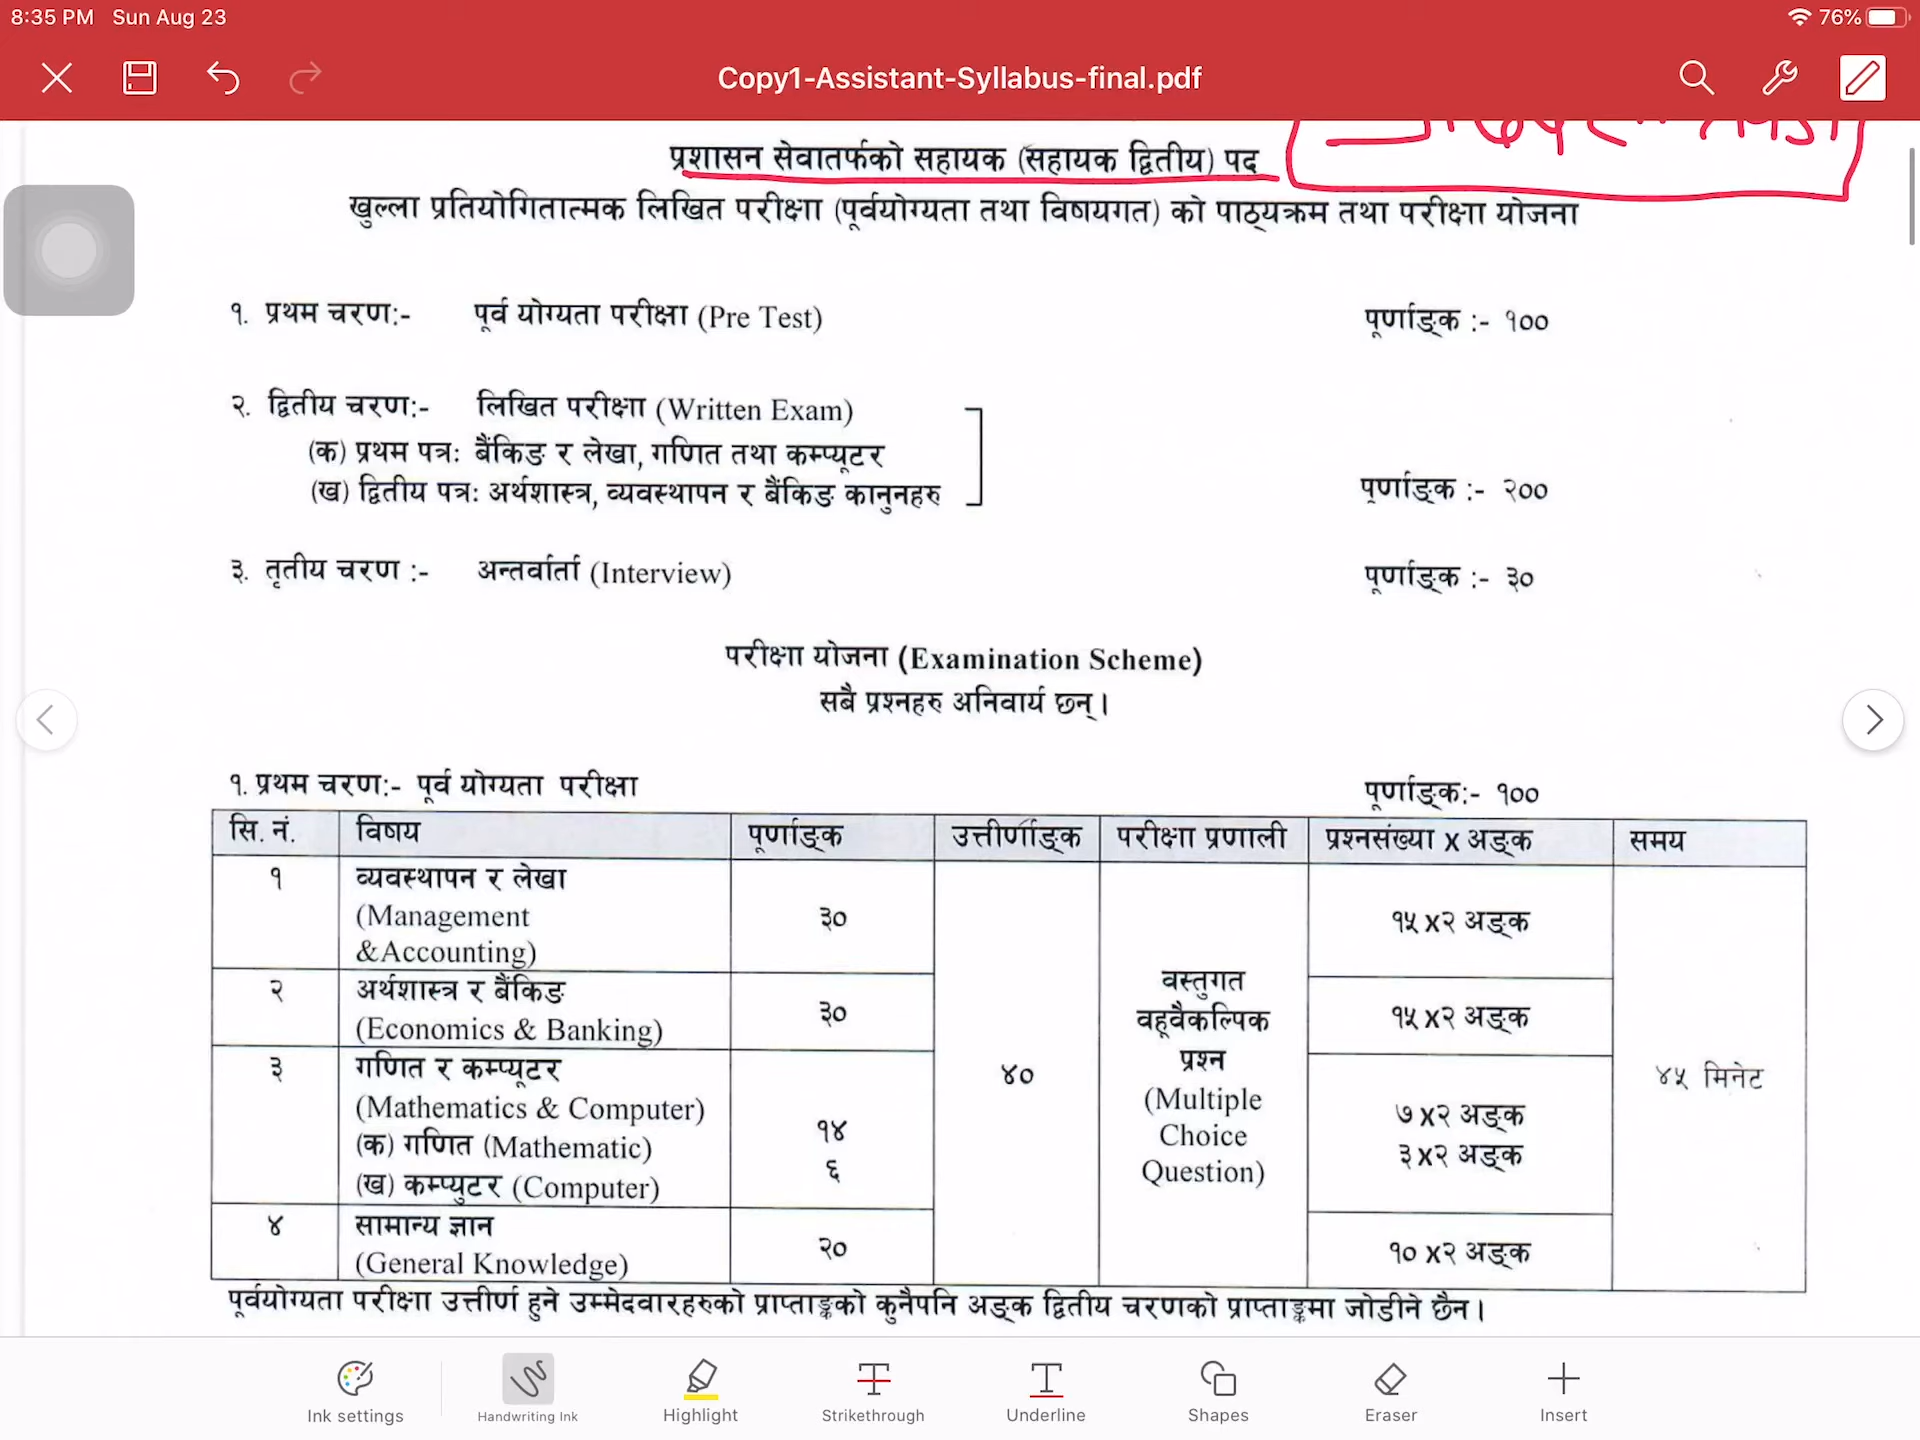 8:35 PM Sun Aug 23
76%
Copy1-Assistant-Syllabus-final.pdf
प्रशासन सेवातर्फको सहायक (सहायक द्वितीय) पद
खुल्ला प्रतियोगितात्मक लिखित परीक्षा (पूर्वयोग्यता तथा विषयगत) को पाठ्यक्रम तथा परीक्षा योजना
१. प्रथम चरण:- पूर्व योग्यता परीक्षा (Pre Test) पूर्णाङ्क :- १००
२. द्वितीय चरण:- लिखित परीक्षा (Written Exam)
(क) प्रथम पत्र: बैंकिङ र लेखा, गणित तथा कम्प्यूटर
(ख) द्वितीय पत्र: अर्थशास्त्र, व्यवस्थापन र बैंकिङ कानुनहरु पूर्णाङ्क :- २००
३. तृतीय चरण :- अन्तर्वार्ता (Interview) पूर्णाङ्क :- ३०
परीक्षा योजना (Examination Scheme)
सबै प्रश्नहरु अनिवार्य छन्।
१. प्रथम चरण:- पूर्व योग्यता परीक्षा पूर्णाङ्क:- १००
सि. नं. विषय पूर्णाङ्क उत्तीर्णाङ्क परीक्षा प्रणाली प्रश्नसंख्या x अङ्क समय
१ व्यवस्थापन र लेखा
(Management
&Accounting)
३०
१५ x२ अङ्क
२ अर्थशास्त्र र बैंकिङ
(Economics & Banking)
३०
१५ x२ अङ्क
३ गणित र कम्प्यूटर
(Mathematics & Computer)
(क) गणित (Mathematic) १४ ७ x२ अङ्क
(ख) कम्प्युटर (Computer) ६ ३ x२ अङ्क
४ सामान्य ज्ञान
(General Knowledge)
२०
१० x२ अङ्क
४०
वस्तुगत
वहूवैकल्पिक
प्रश्न
(Multiple
Choice
Question)
४५ मिनेट
पूर्वयोग्यता परीक्षा उत्तीर्ण हुने उम्मेदवारहरुको प्राप्ताङ्कको कुनैपनि अङ्क द्वितीय चरणको प्राप्ताङ्कमा जोडीने छैन।
Ink settings Handwriting Ink Highlight Strikethrough Underline Shapes Eraser Insert